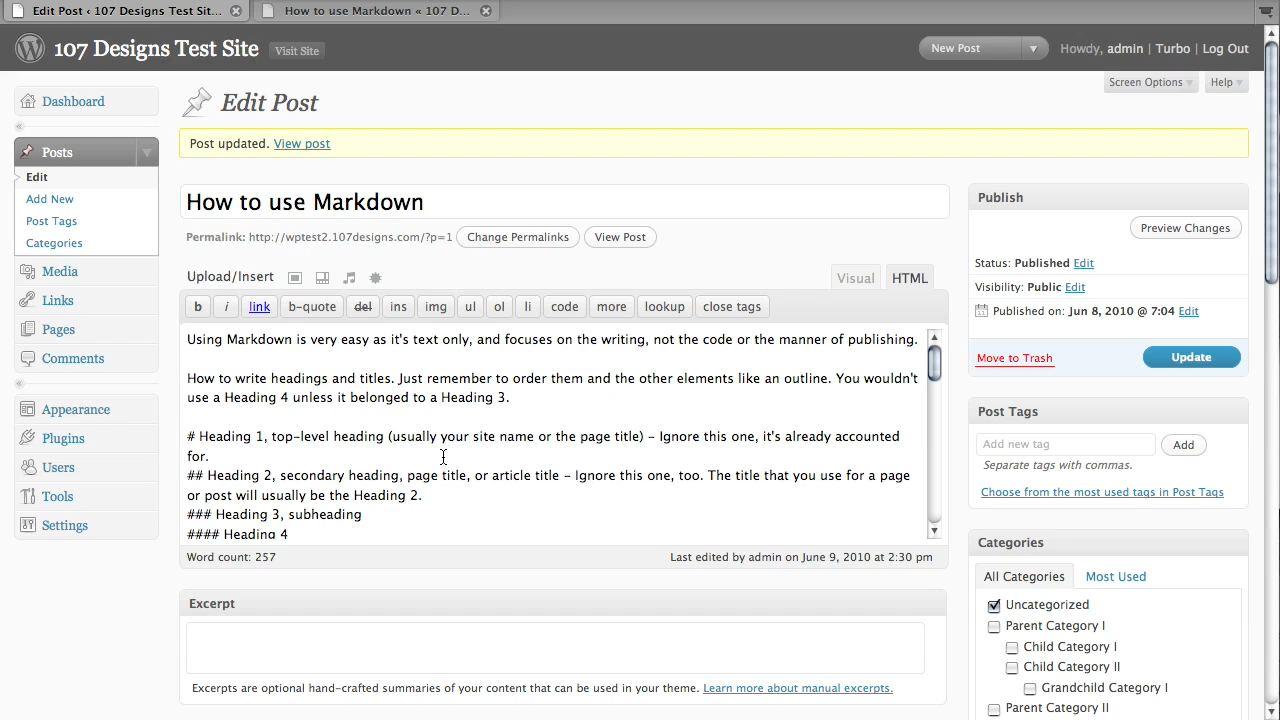 Edit Post ‹ 107 Designs Test Sit...
How to use Markdown « 107 D...
107 Designs Test Site
Visit Site
New Post
Howdy, admin | Turbo | Log Out
Screen Options
Help
Dashboard
Posts
Edit
Add New
Post Tags
Categories
Media
Links
Pages
Comments
Appearance
Plugins
Users
Tools
Settings
Edit Post
Post updated. View post
How to use Markdown
Permalink: http://wptest2.107designs.com/?p=1 Change Permalinks View Post
Upload/Insert
Visual
HTML
b i link b-quote del ins img ul ol li code more lookup close tags
Using Markdown is very easy as it's text only, and focuses on the writing, not the code or the manner of publishing.
How to write headings and titles. Just remember to order them and the other elements like an outline. You wouldn't
use a Heading 4 unless it belonged to a Heading 3.
# Heading 1, top-level heading (usually your site name or the page title) – Ignore this one, it's already accounted
for.
## Heading 2, secondary heading, page title, or article title – Ignore this one, too. The title that you use for a page
or post will usually be the Heading 2.
### Heading 3, subheading
#### Heading 4
Word count: 257
Last edited by admin on June 9, 2010 at 2:30 pm
Excerpt
Excerpts are optional hand-crafted summaries of your content that can be used in your theme. Learn more about manual excerpts.
Publish
Preview Changes
Status: Published Edit
Visibility: Public Edit
Published on: Jun 8, 2010 @ 7:04 Edit
Move to Trash
Update
Post Tags
Add new tag
Add
Separate tags with commas.
Choose from the most used tags in Post Tags
Categories
All Categories
Most Used
Uncategorized
Parent Category I
Child Category I
Child Category II
Grandchild Category I
Parent Category II